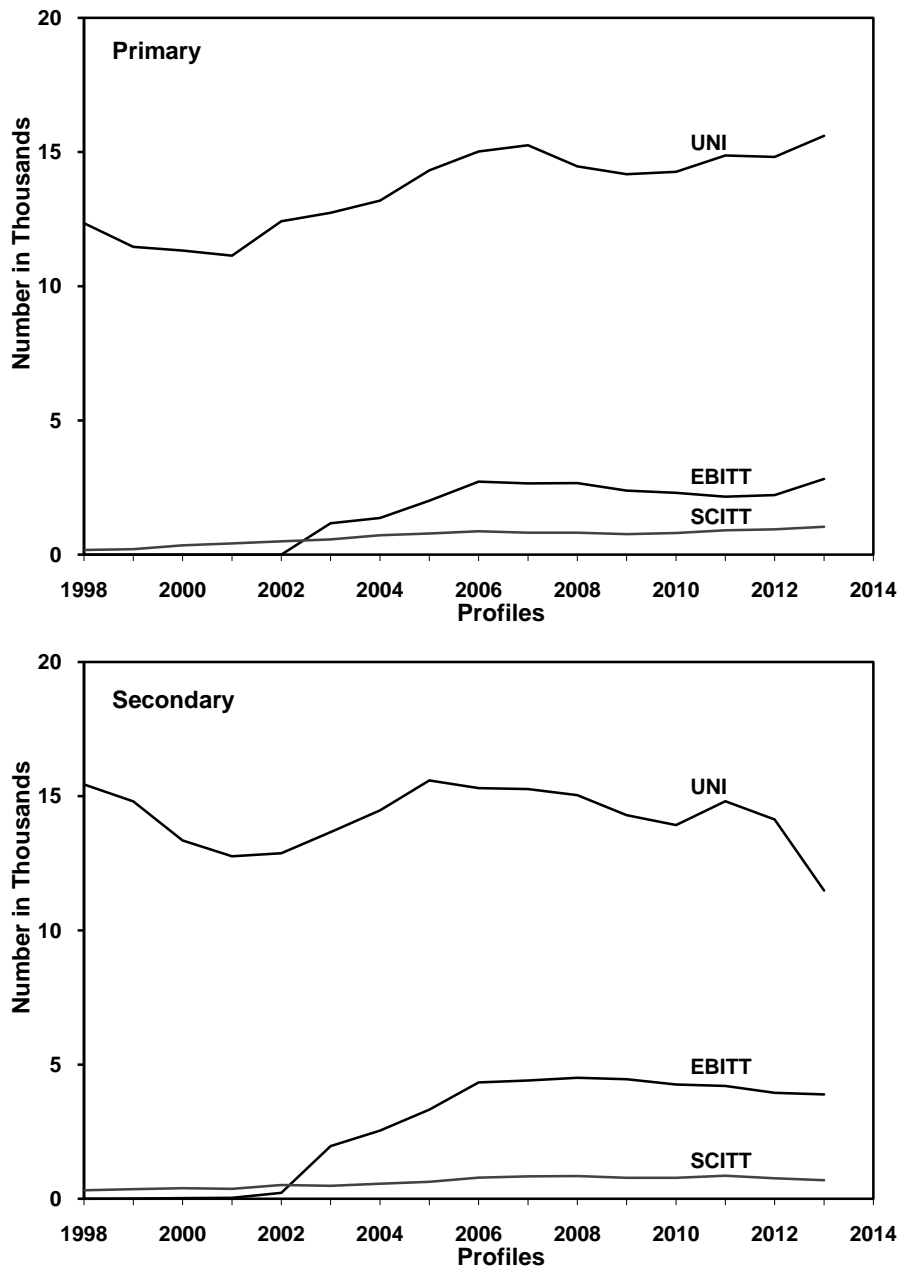 20
Primary
UNI
15
Number in Thousands
10
5
EBITT
SCITT
0
1998 2000 2002 2004 2006 2008 2010 2012 2014
Profiles
20
Secondary
UNI
15
Number in Thousands
10
5
EBITT
SCITT
0
1998 2000 2002 2004 2006 2008 2010 2012 2014
Profiles